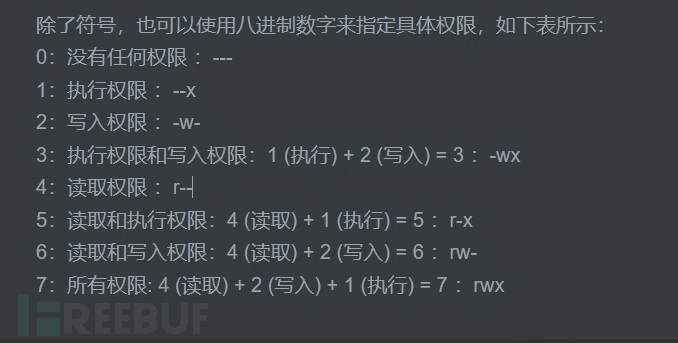 除了符号，也可以使用八进制数字来指定具体权限，如下表所示：
0：没有任何权限 ：---
1：执行权限 ：--x
2：写入权限 ：-w-
3：执行权限和写入权限：1 (执行) + 2 (写入) = 3 ：-wx
4：读取权限 ：r--
5：读取和执行权限：4 (读取) + 1 (执行) = 5 ：r-x
6：读取和写入权限：4 (读取) + 2 (写入) = 6 ：rw-
7：所有权限: 4 (读取) + 2 (写入) + 1 (执行) = 7 ：rwx
FREEBUF